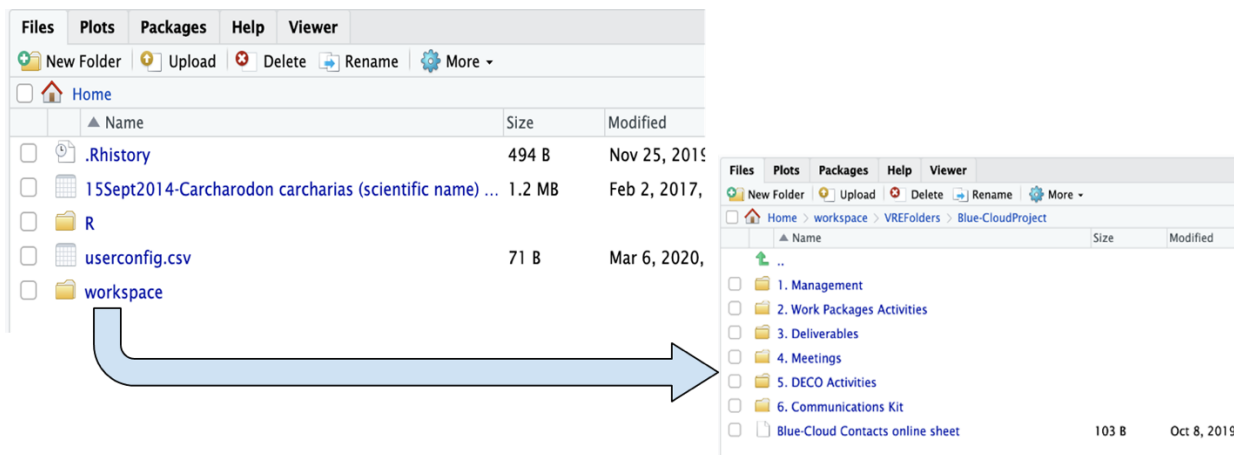 Files Plots Packages Help Viewer
New Folder Upload Delete Rename More
Home
Name Size Modified
.Rhistory 494 B Nov 25, 2019
15Sept2014-Carcharodon carcharias (scientific name) ... 1.2 MB Feb 2, 2017,
R
userconfig.csv 71 B Mar 6, 2020,
workspace
Files Plots Packages Help Viewer
New Folder Upload Delete Rename More
Home > workspace > VREFolders > Blue-CloudProject
Name Size Modified
..
1. Management
2. Work Packages Activities
3. Deliverables
4. Meetings
5. DECO Activities
6. Communications Kit
Blue-Cloud Contacts online sheet 103 B Oct 8, 2019